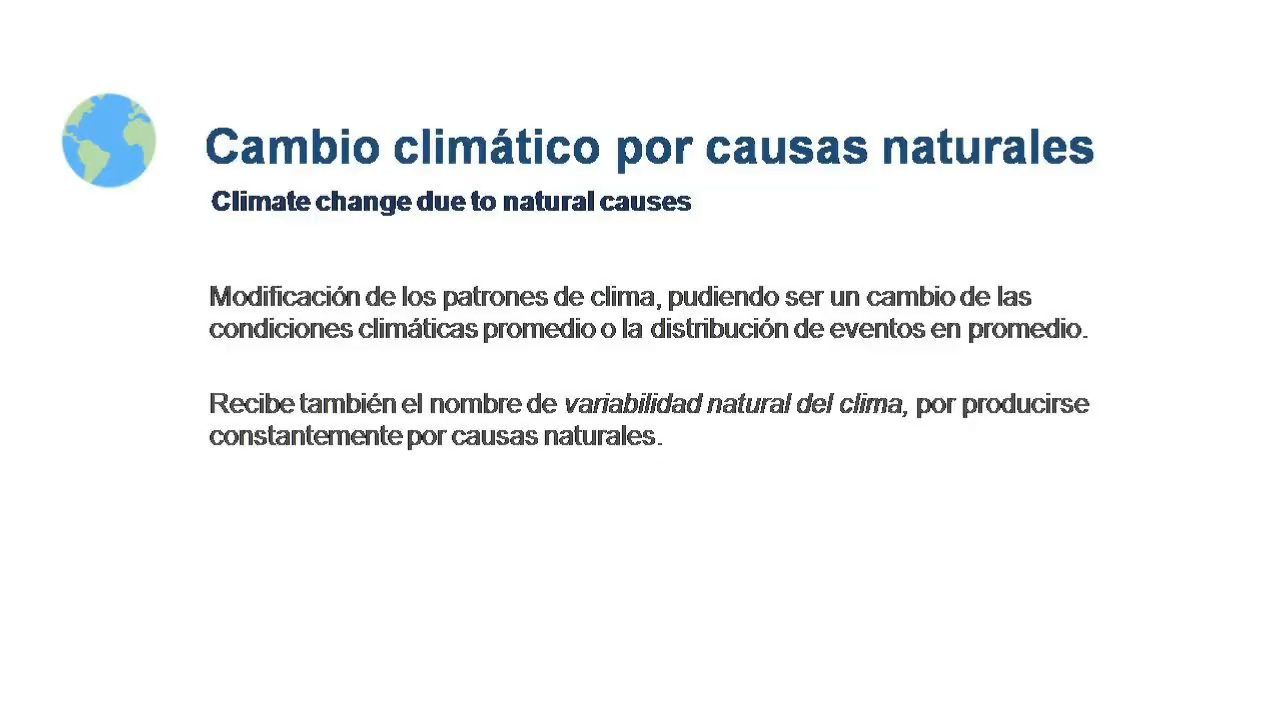 Cambio climático por causas naturales
Climate change due to natural causes
Modificación de los patrones de clima, pudiendo ser un cambio de las
condiciones climáticas promedio o la distribución de eventos en promedio.
Recibe también el nombre de variabilidad natural del clima, por producirse
constantemente por causas naturales.